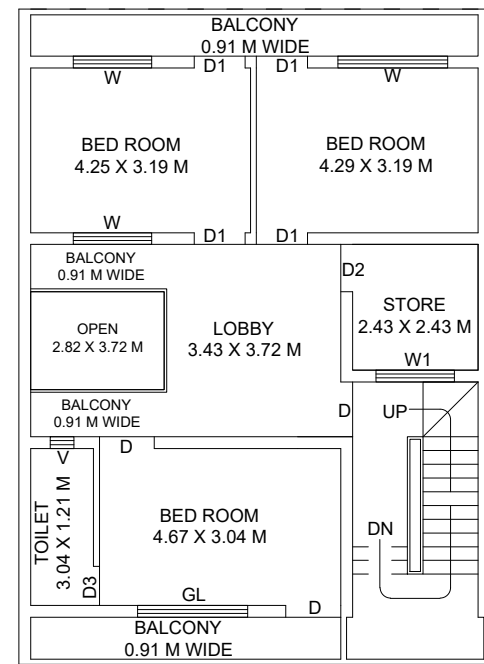 BALCONY
0.91 M WIDE
D1
D1
W
W
BED ROOM
4.25 X 3.19 M
BED ROOM
4.29 X 3.19 M
W
D1
D1
BALCONY
0.91 M WIDE
D2
OPEN
2.82 X 3.72 M
LOBBY
3.43 X 3.72 M
STORE
2.43 X 2.43 M
W1
BALCONY
0.91 M WIDE
D
UP
V
D
TOILET
3.04 X 1.21 M
BED ROOM
4.67 X 3.04 M
DN
D3
GL
D
BALCONY
0.91 M WIDE